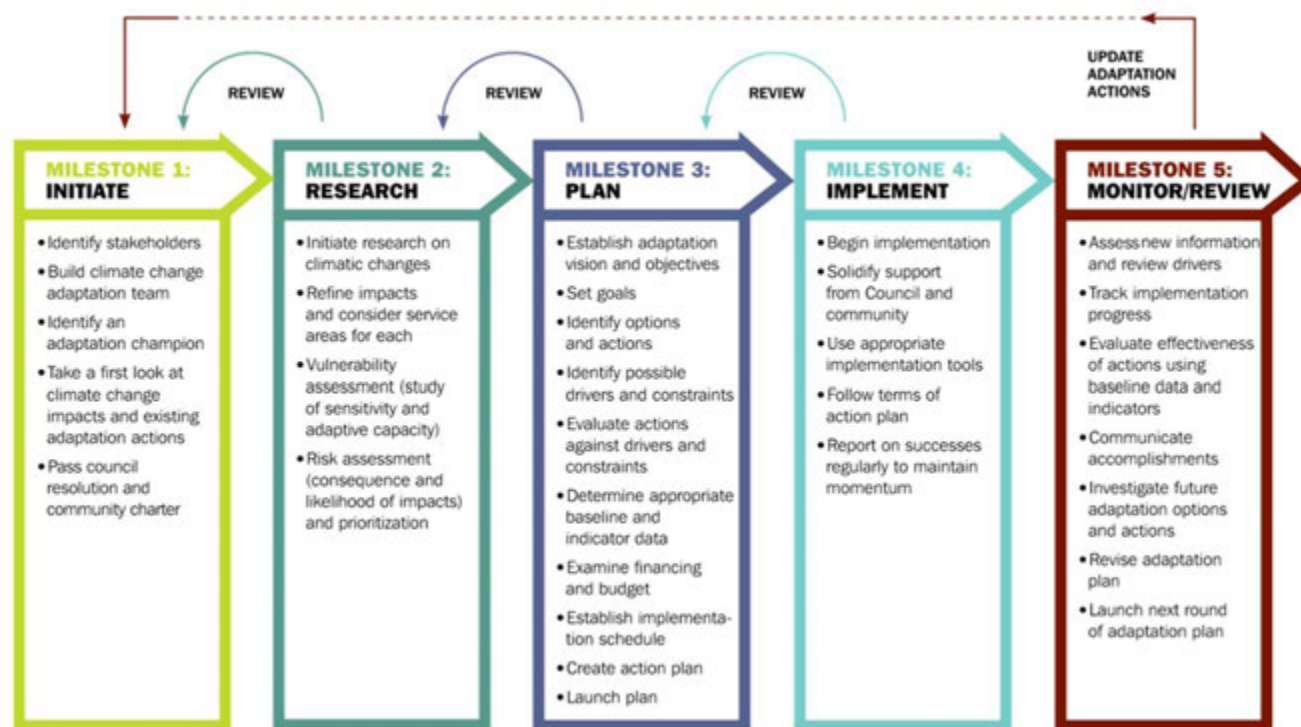 UPDATE
ADAPTATION
ACTIONS
REVIEW
REVIEW
REVIEW
MILESTONE 1:
INITIATE
• Identify stakeholders
• Build climate change
adaptation team
• Identify an
adaptation champion
• Take a first look at
climate change
impacts and existing
adaptation actions
• Pass council
resolution and
community charter
MILESTONE 2:
RESEARCH
• Initiate research on
climatic changes
• Refine impacts
and consider service
areas for each
• Vulnerability
assessment (study
of sensitivity and
adaptive capacity)
• Risk assessment
(consequence and
likelihood of impacts)
and prioritization
MILESTONE 3:
PLAN
• Establish adaptation
vision and objectives
• Set goals
• Identify options
and actions
• Identify possible
drivers and constraints
• Evaluate actions
against drivers and
constraints
• Determine appropriate
baseline and
indicator data
• Examine financing
and budget
• Establish implementa-
tion schedule
• Create action plan
• Launch plan
MILESTONE 4:
IMPLEMENT
• Begin implementation
• Solidify support
from Council and
community
• Use appropriate
implementation tools
• Follow terms of
action plan
• Report on successes
regularly to maintain
momentum
MILESTONE 5:
MONITOR/REVIEW
• Assess new information
and review drivers
• Track implementation
progress
• Evaluate effectiveness
of actions using
baseline data and
indicators
• Communicate
accomplishments
• Investigate future
adaptation options
and actions
• Revise adaptation
plan
• Launch next round
of adaptation plan